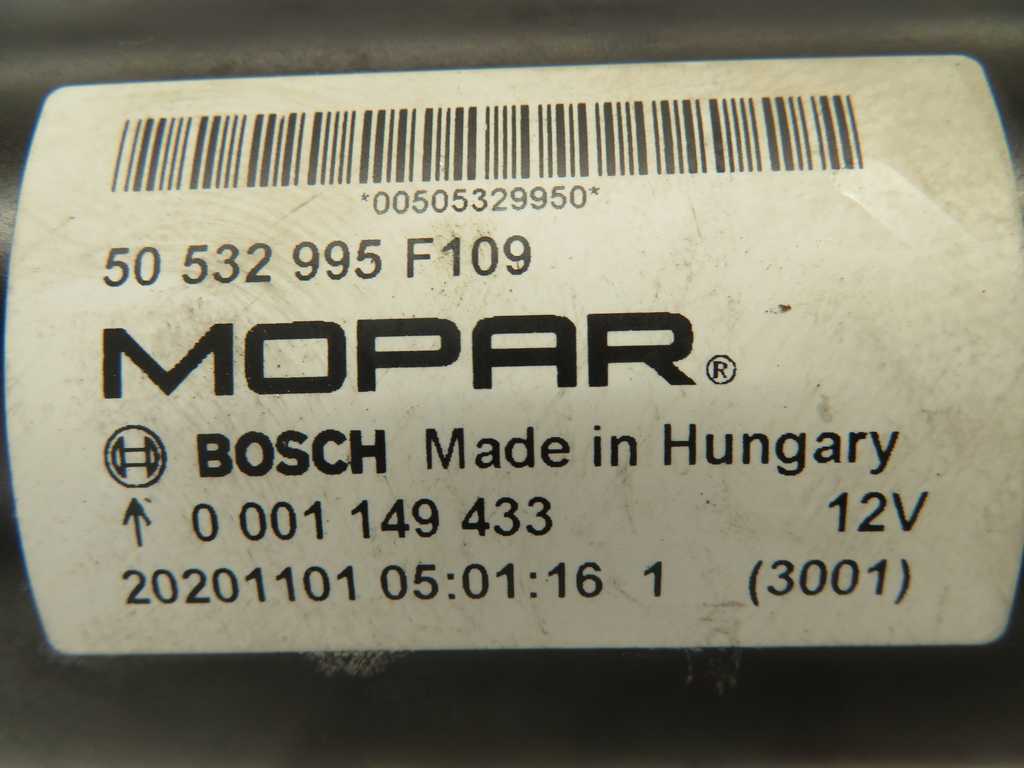 *00505329950*
50 532 995 F109
MOPAR®
BOSCH Made in Hungary
↑ 0 001 149 433 12V
20201101 05:01:16 1 (3001)